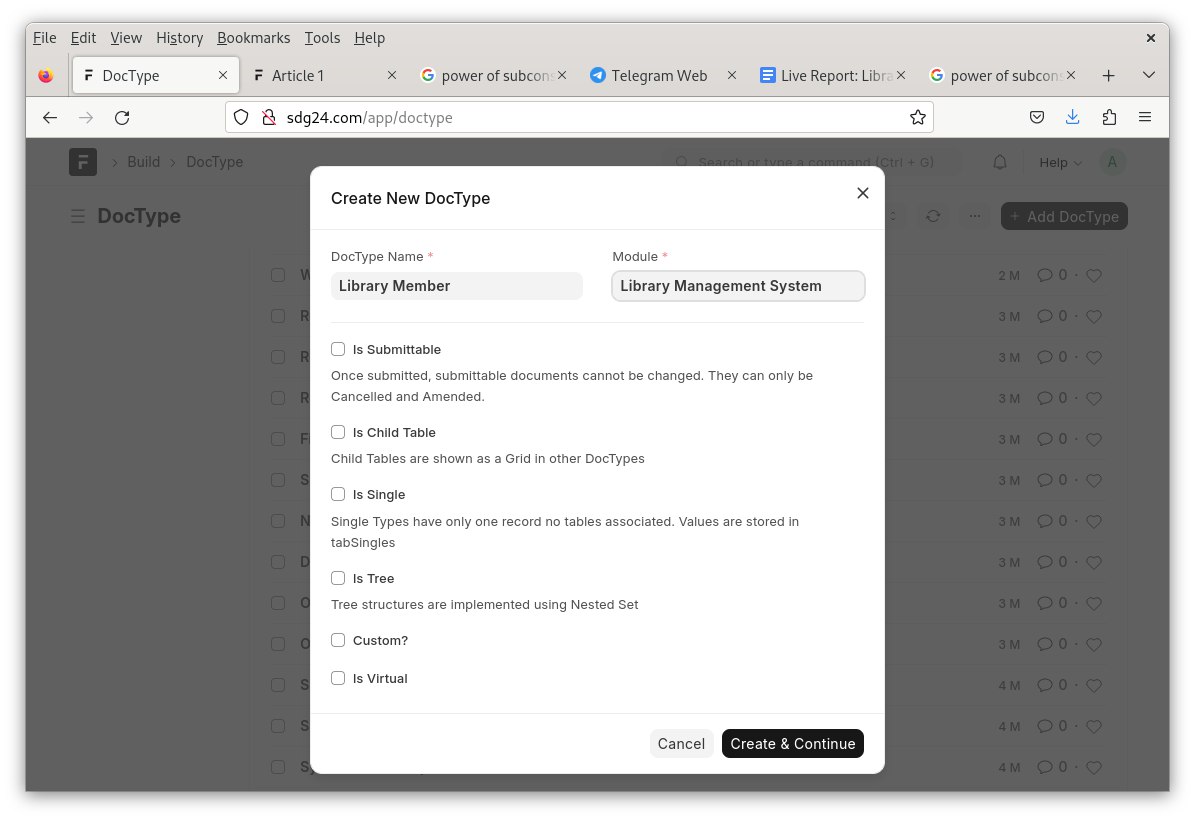 File Edit View History Bookmarks Tools Help
DocType Article 1 power of subcons Telegram Web Live Report: Libra power of subcons
sdg24.com/app/doctype
Build DocType Search or type a command (Ctrl + G) Help A
DocType ... + Add DocType
Create New DocType
DocType Name * Module *
Library Member Library Management System
Is Submittable
Once submitted, submittable documents cannot be changed. They can only be
Cancelled and Amended.
Is Child Table
Child Tables are shown as a Grid in other DocTypes
Is Single
Single Types have only one record no tables associated. Values are stored in
tabSingles
Is Tree
Tree structures are implemented using Nested Set
Custom?
Is Virtual
Cancel Create & Continue
W 2 M 0 ·
R 3 M 0 ·
R 3 M 0 ·
R 3 M 0 ·
Fi 3 M 0 ·
S 3 M 0 ·
N 3 M 0 ·
D 3 M 0 ·
O 3 M 0 ·
O 3 M 0 ·
S 4 M 0 ·
S 4 M 0 ·
4 M 0 ·